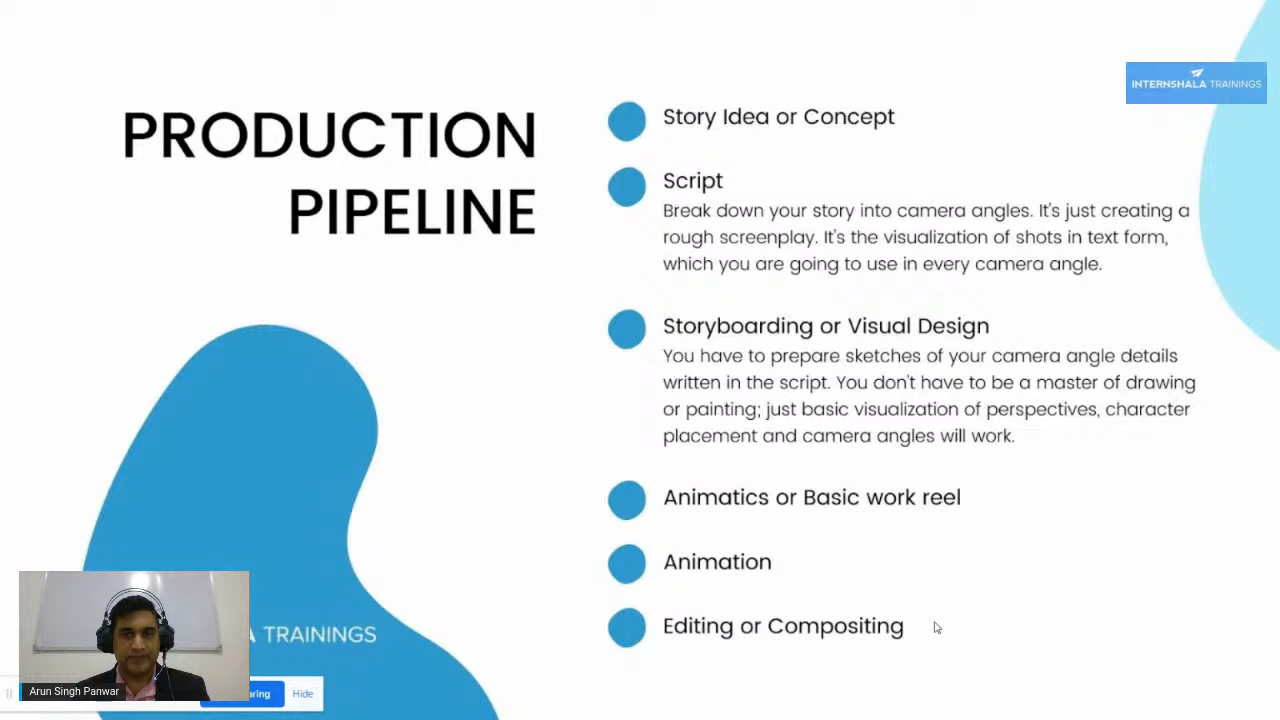 INTERNSHALA TRAININGS
PRODUCTION
PIPELINE
Story Idea or Concept
Script
Break down your story into camera angles. It's just creating a
rough screenplay. It's the visualization of shots in text form,
which you are going to use in every camera angle.
Storyboarding or Visual Design
You have to prepare sketches of your camera angle details
written in the script. You don't have to be a master of drawing
or painting; just basic visualization of perspectives, character
placement and camera angles will work.
Animatics or Basic work reel
Animation
Editing or Compositing
TRAININGS
Arun Singh Panwar
Hide